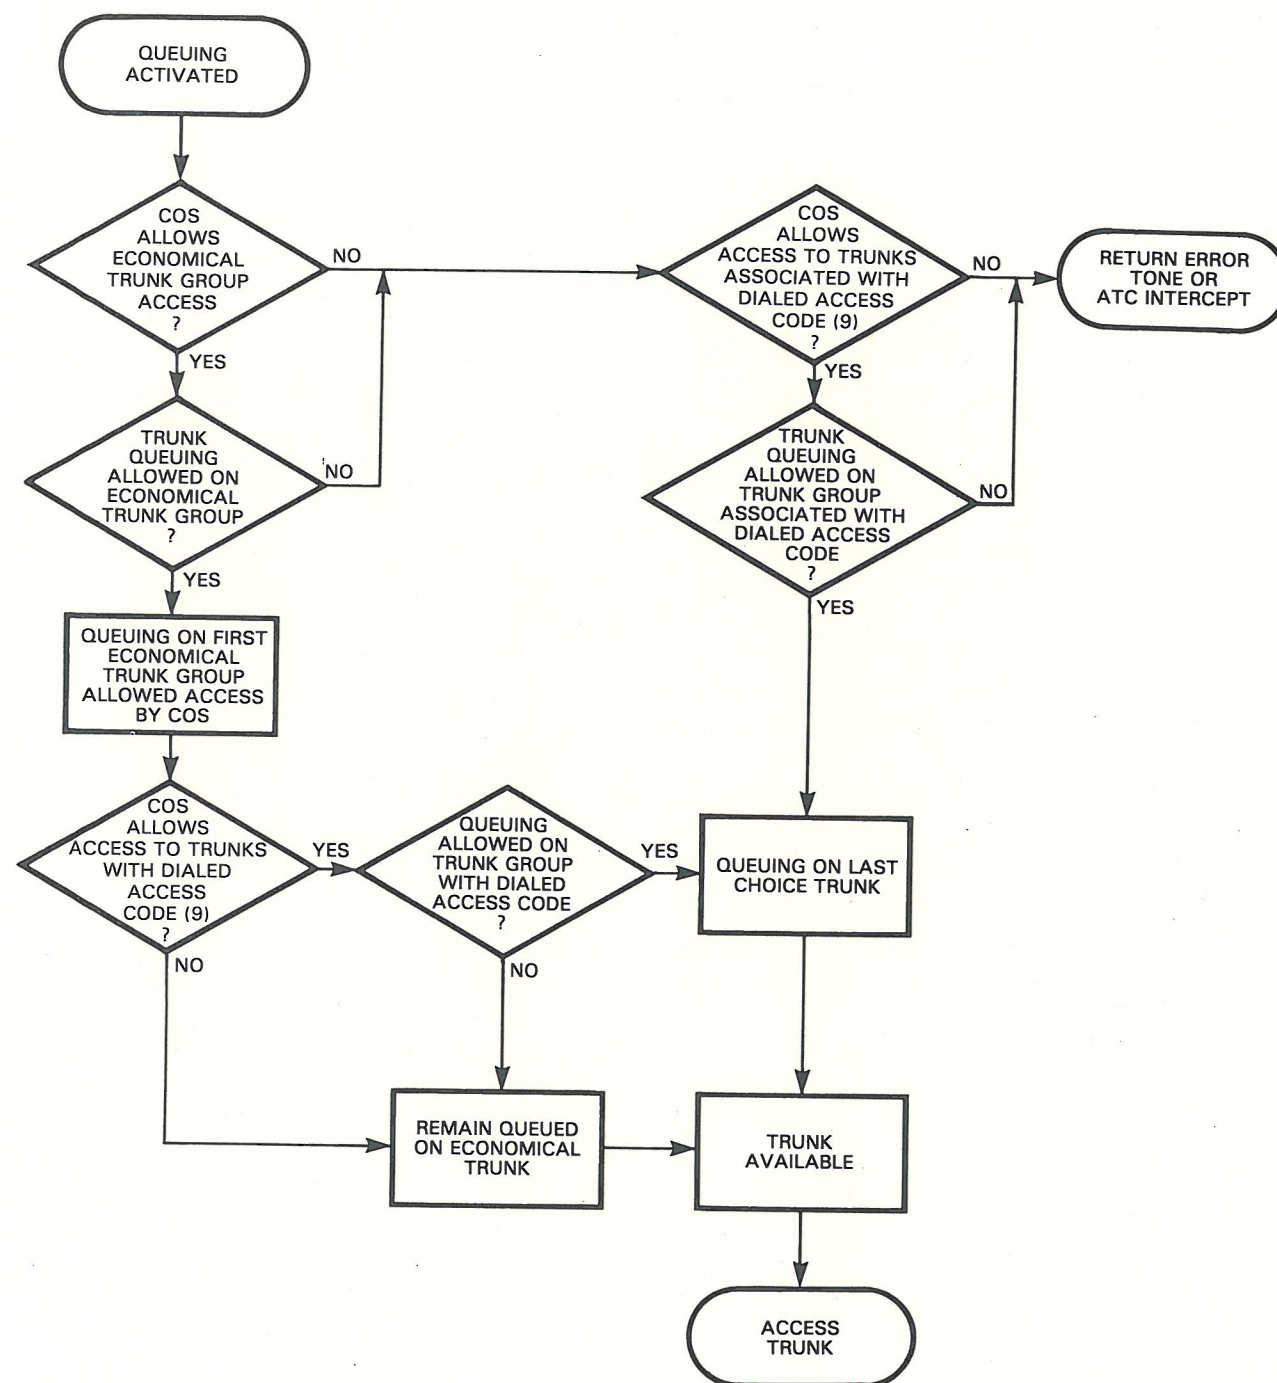 QUEUING
ACTIVATED
COS
ALLOWS
ECONOMICAL
TRUNK GROUP
ACCESS
?
NO
YES
COS
ALLOWS
ACCESS TO TRUNKS
ASSOCIATED WITH
DIALED ACCESS
CODE (9)
?
NO
YES
RETURN ERROR
TONE OR
ATC INTERCEPT
TRUNK
QUEUING
ALLOWED ON
ECONOMICAL
TRUNK GROUP
?
NO
YES
TRUNK
QUEUING
ALLOWED ON
TRUNK GROUP
ASSOCIATED WITH
DIALED ACCESS
CODE
?
NO
YES
QUEUING ON FIRST
ECONOMICAL
TRUNK GROUP
ALLOWED ACCESS
BY COS
COS
ALLOWS
ACCESS TO TRUNKS
WITH DIALED
ACCESS
CODE (9)
?
YES
NO
QUEUING
ALLOWED ON
TRUNK GROUP
WITH DIALED
ACCESS CODE
?
YES
NO
QUEUING ON LAST
CHOICE TRUNK
REMAIN QUEUED
ON ECONOMICAL
TRUNK
TRUNK
AVAILABLE
ACCESS
TRUNK